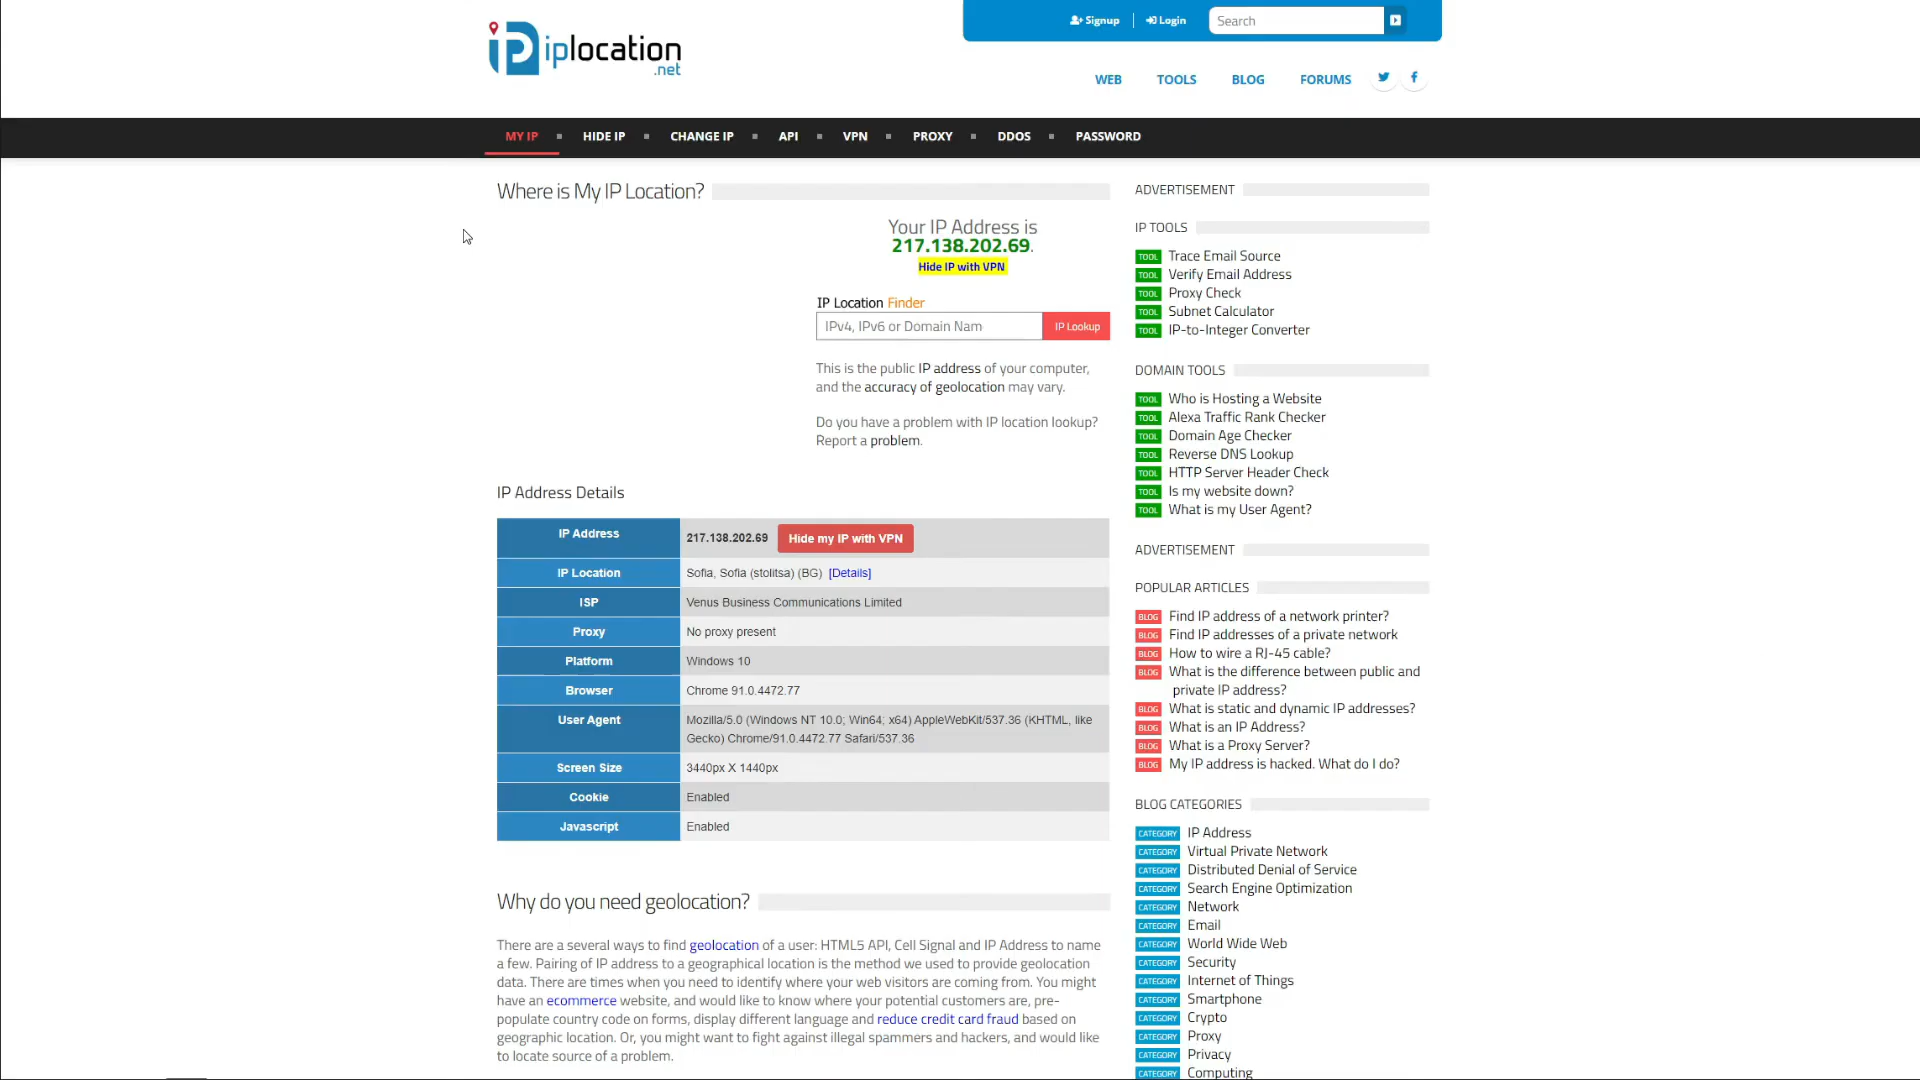 Signup
Login
Search
iplocation
.net
WEB
TOOLS
BLOG
FORUMS
MY IP
HIDE IP
CHANGE IP
API
VPN
PROXY
DDOS
PASSWORD
Where is My IP Location?
Your IP Address is
217.138.202.69.
Hide IP with VPN
IP Location Finder
IPv4, IPv6 or Domain Nam
IP Lookup
This is the public IP address of your computer,
and the accuracy of geolocation may vary.
Do you have a problem with IP location lookup?
Report a problem.
IP Address Details
IP Address 217.138.202.69 Hide my IP with VPN
IP Location Sofia, Sofia (stolitsa) (BG) [Details]
ISP Venus Business Communications Limited
Proxy No proxy present
Platform Windows 10
Browser Chrome 91.0.4472.77
User Agent Mozilla/5.0 (Windows NT 10.0; Win64; x64) AppleWebKit/537.36 (KHTML, like
Gecko) Chrome/91.0.4472.77 Safari/537.36
Screen Size 3440px X 1440px
Cookie Enabled
Javascript Enabled
Why do you need geolocation?
There are a several ways to find geolocation of a user: HTML5 API, Cell Signal and IP Address to name
a few. Pairing of IP address to a geographical location is the method we used to provide geolocation
data. There are times when you need to identify where your web visitors are coming from. You might
have an ecommerce website, and would like to know where your potential customers are, pre-
populate country code on forms, display different language and reduce credit card fraud based on
geographic location. Or, you might want to fight against illegal spammers and hackers, and would like
to locate source of a problem.
ADVERTISEMENT
IP TOOLS
TOOL Trace Email Source
TOOL Verify Email Address
TOOL Proxy Check
TOOL Subnet Calculator
TOOL IP-to-Integer Converter
DOMAIN TOOLS
TOOL Who is Hosting a Website
TOOL Alexa Traffic Rank Checker
TOOL Domain Age Checker
TOOL Reverse DNS Lookup
TOOL HTTP Server Header Check
TOOL Is my website down?
TOOL What is my User Agent?
ADVERTISEMENT
POPULAR ARTICLES
BLOG Find IP address of a network printer?
BLOG Find IP addresses of a private network
BLOG How to wire a RJ-45 cable?
BLOG What is the difference between public and
private IP address?
BLOG What is static and dynamic IP addresses?
BLOG What is an IP Address?
BLOG What is a Proxy Server?
BLOG My IP address is hacked. What do I do?
BLOG CATEGORIES
CATEGORY IP Address
CATEGORY Virtual Private Network
CATEGORY Distributed Denial of Service
CATEGORY Search Engine Optimization
CATEGORY Network
CATEGORY Email
CATEGORY World Wide Web
CATEGORY Security
CATEGORY Internet of Things
CATEGORY Smartphone
CATEGORY Crypto
CATEGORY Proxy
CATEGORY Privacy
CATEGORY Computing